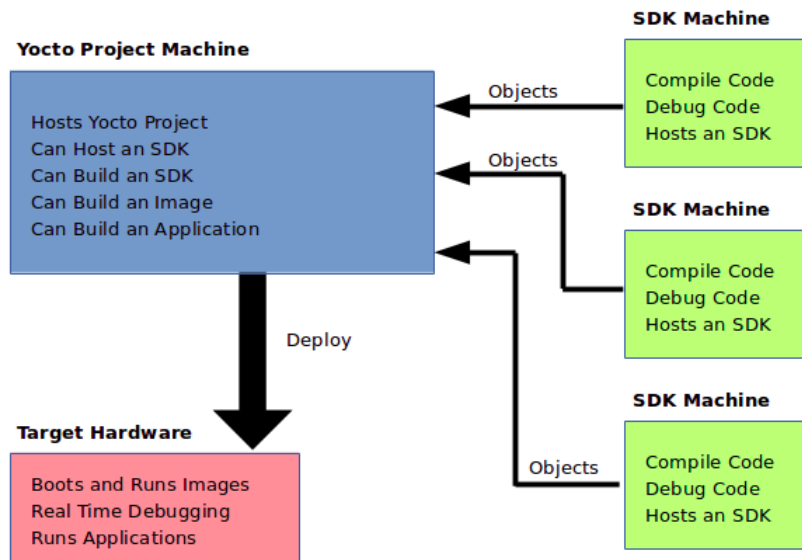 Yocto Project Machine
Hosts Yocto Project
Can Host an SDK
Can Build an SDK
Can Build an Image
Can Build an Application
Objects
Objects
Objects
SDK Machine
Compile Code
Debug Code
Hosts an SDK
SDK Machine
Compile Code
Debug Code
Hosts an SDK
SDK Machine
Compile Code
Debug Code
Hosts an SDK
Deploy
Target Hardware
Boots and Runs Images
Real Time Debugging
Runs Applications